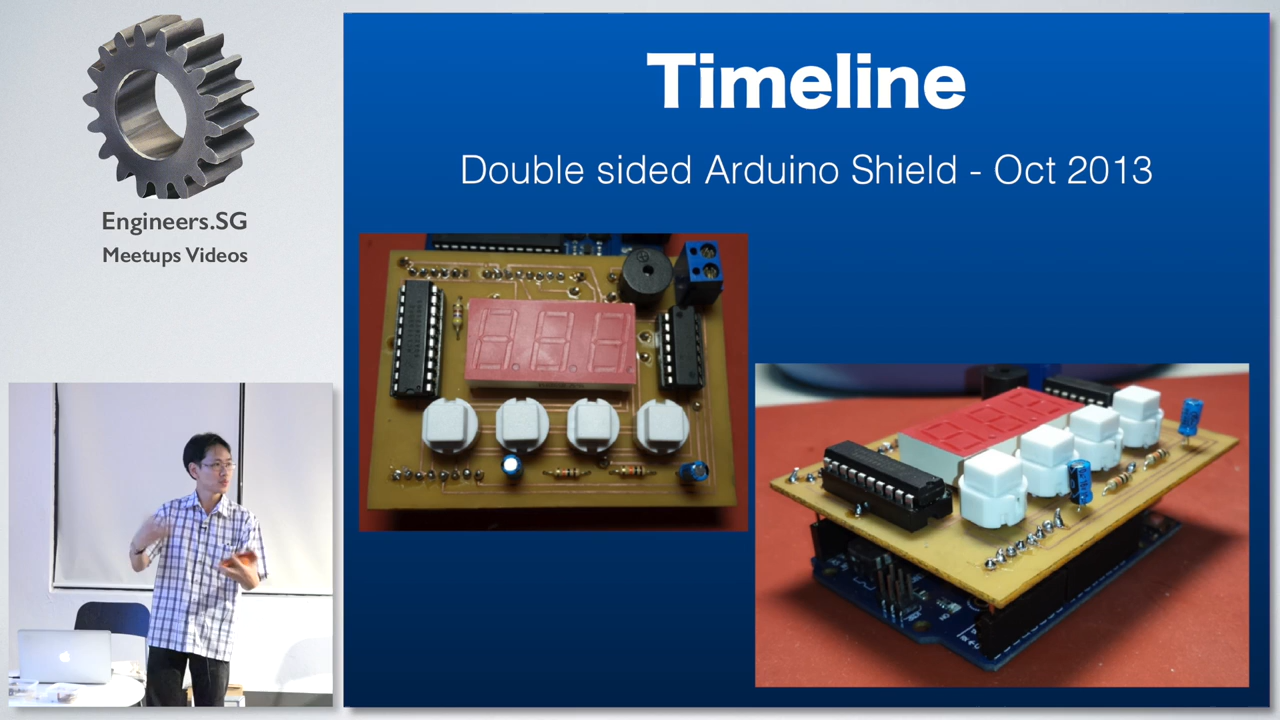 Engineers.SG
Meetups Videos
Timeline
Double sided Arduino Shield - Oct 2013